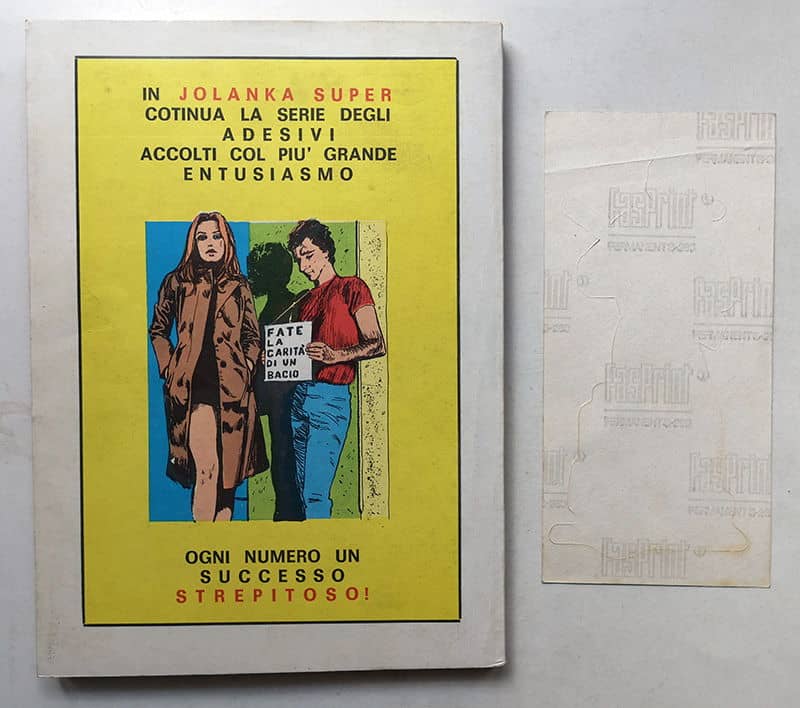 IN JOLANKA SUPER
COTINUA LA SERIE DEGLI
ADESIVI
ACCOLTI COL PIU' GRANDE
ENTUSIASMO
FATE
LA
CARITÀ
DI UN
BACIO
OGNI NUMERO UN
SUCCESSO
STREPITOSO!
FasPrint
FasPrint
FasPrint
FasPrint
FasPrint
FasPrint